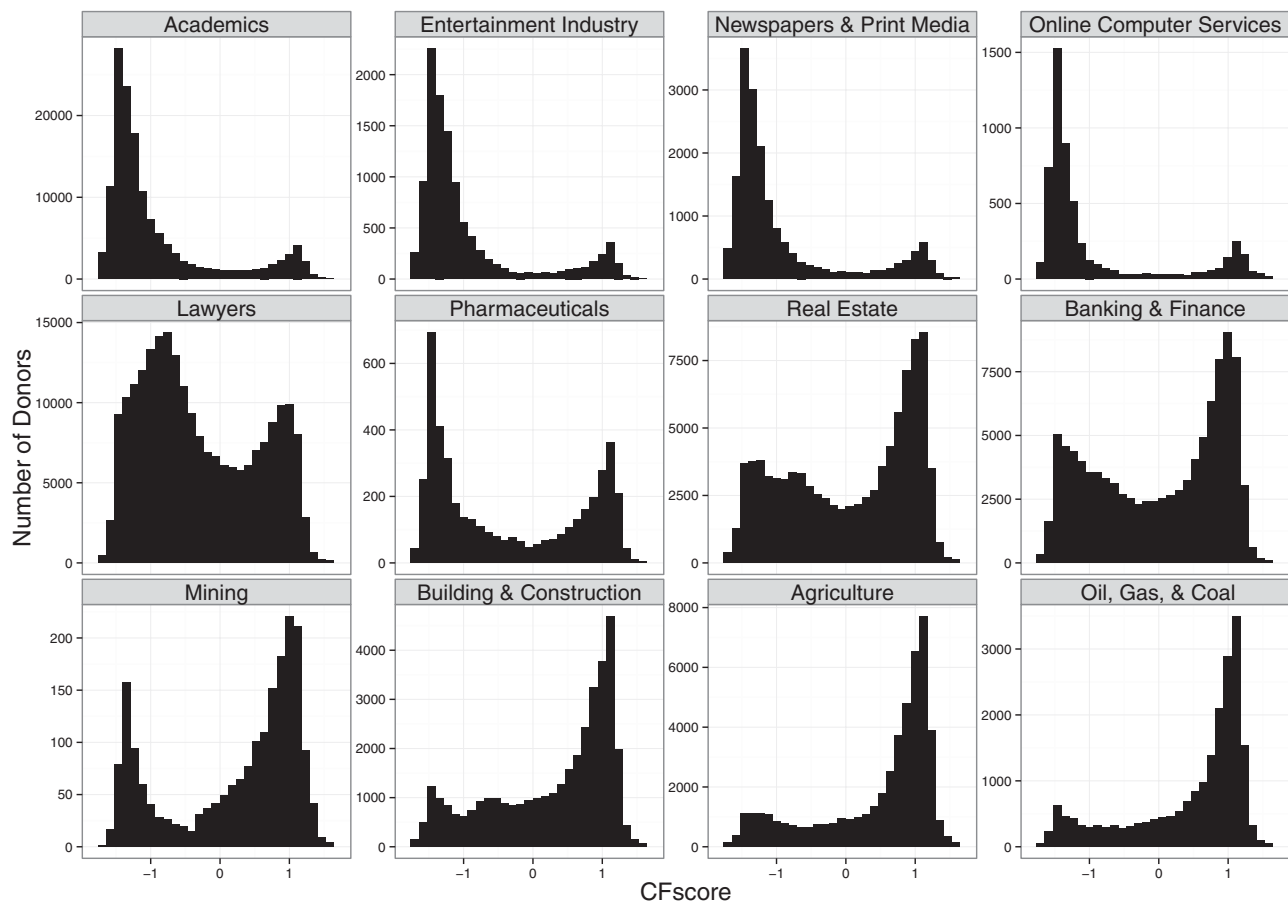 Academics
Entertainment Industry
Newspapers & Print Media
Online Computer Services
20000
10000
0
2000
1500
1000
500
0
3000
2000
1000
0
1500
1000
500
0
Lawyers
Pharmaceuticals
Real Estate
Banking & Finance
Number of Donors
15000
10000
5000
0
600
400
200
0
7500
5000
2500
0
7500
5000
2500
0
Mining
Building & Construction
Agriculture
Oil, Gas, & Coal
200
150
100
50
0
4000
3000
2000
1000
0
8000
6000
4000
2000
0
3000
2000
1000
0
−1 0 1
−1 0 1
−1 0 1
−1 0 1
CFscore